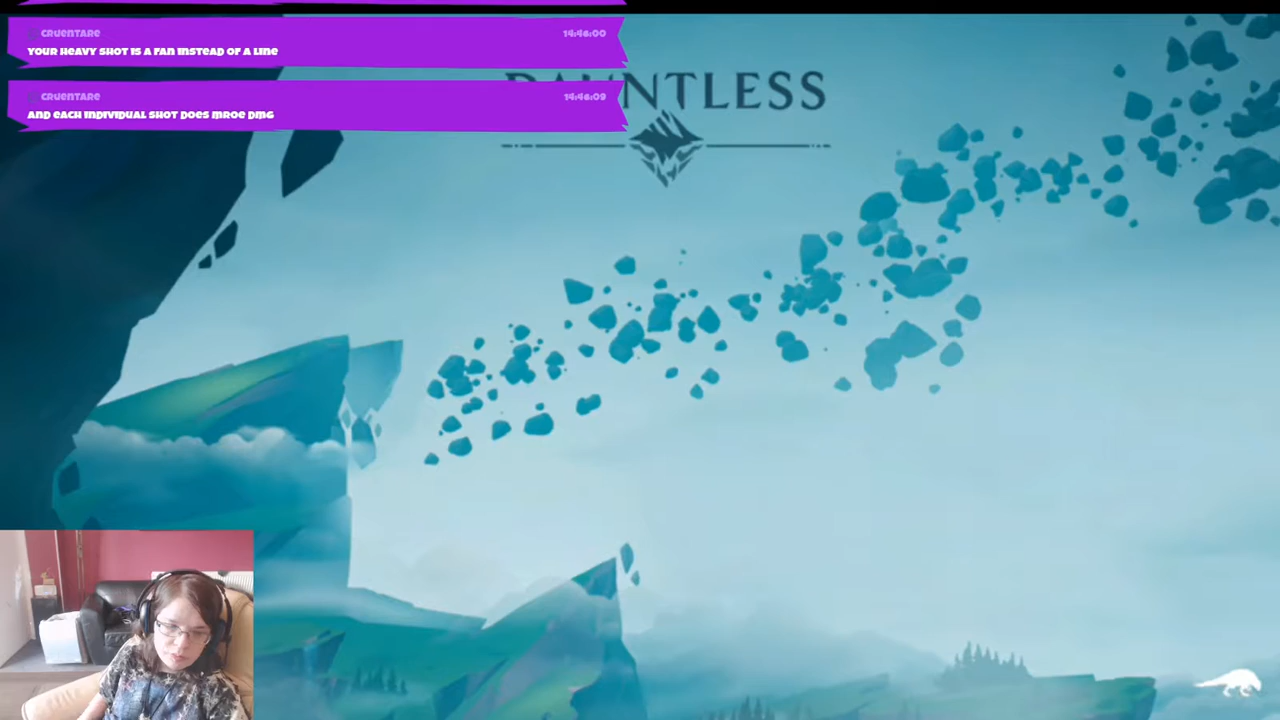 CRUENTARE 14:46:00
YOUR HEAVY SHOT IS A FAN INSTEAD OF A LINE
CRUENTARE 14:46:09
AND EACH INDIVIDUAL SHOT DOES MROE DMG
DAUNTLESS